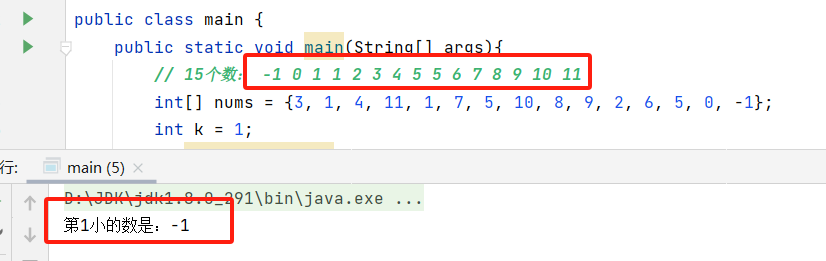 public class main {
public static void main(String[] args){
// 15个数： -1 0 1 1 2 3 4 5 5 6 7 8 9 10 11
int[] nums = {3, 1, 4, 11, 1, 7, 5, 10, 8, 9, 2, 6, 5, 0, -1};
int k = 1;
行: main (5) ×
D:\JDK\jdk1.8.0_291\bin\java.exe ...
第1小的数是：-1